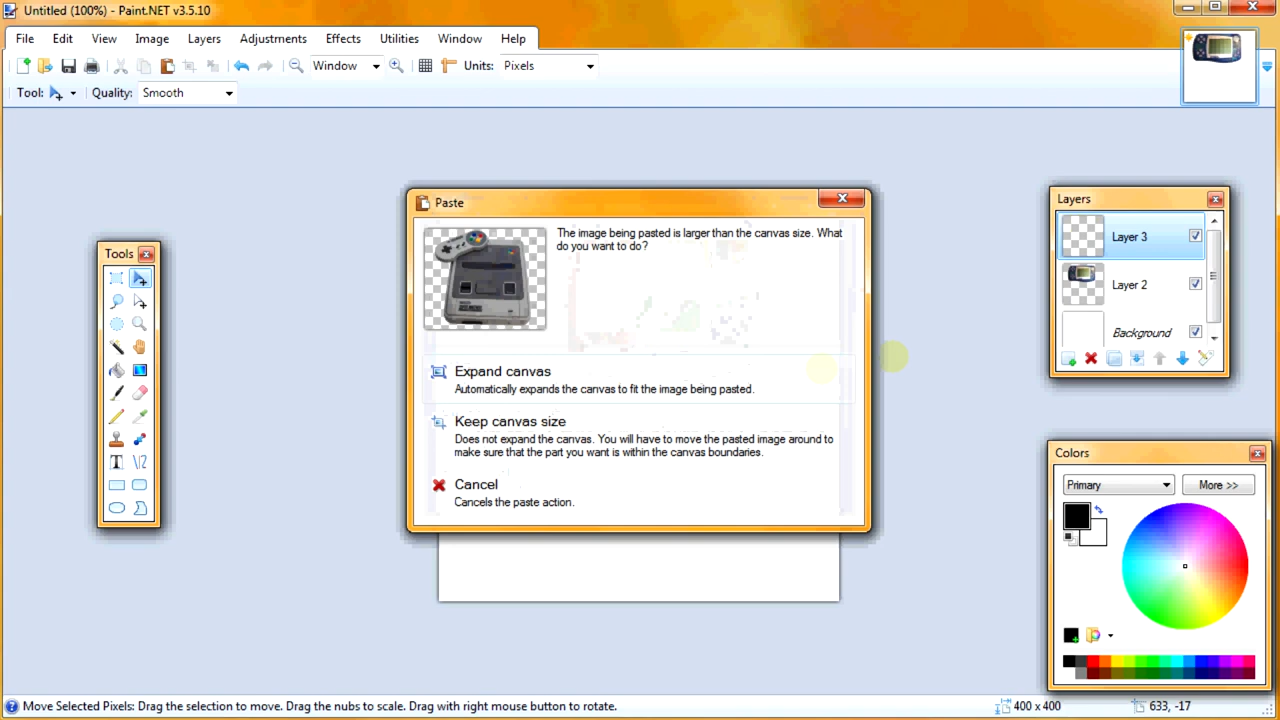 Untitled (100%) - Paint.NET v3.5.10
File Edit View Image Layers Adjustments Effects Utilities Window Help
Window Units: Pixels
Tool: Quality: Smooth
Paste
The image being pasted is larger than the canvas size. What
do you want to do?
Expand canvas
Automatically expands the canvas to fit the image being pasted.
Keep canvas size
Does not expand the canvas. You will have to move the pasted image around to
make sure that the part you want is within the canvas boundaries.
Cancel
Cancels the paste action.
Tools
Layers
Layer 3
Layer 2
Background
Colors
Primary More >>
Move Selected Pixels: Drag the selection to move. Drag the nubs to scale. Drag with right mouse button to rotate.
400 x 400
633, -17